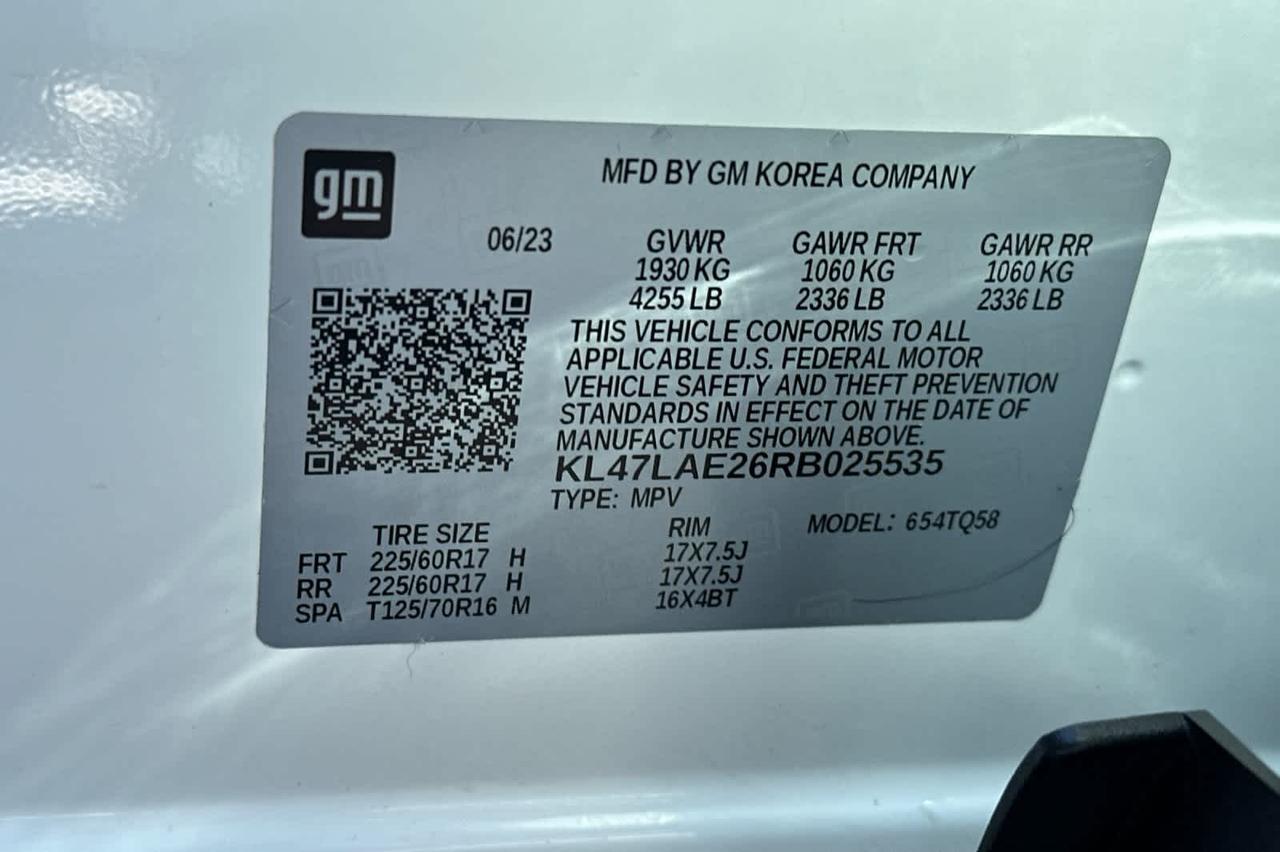 gm
MFD BY GM KOREA COMPANY
06/23 GVWR GAWR FRT GAWR RR
1930 KG 1060 KG 1060 KG
4255 LB 2336 LB 2336 LB
THIS VEHICLE CONFORMS TO ALL
APPLICABLE U.S. FEDERAL MOTOR
VEHICLE SAFETY AND THEFT PREVENTION
STANDARDS IN EFFECT ON THE DATE OF
MANUFACTURE SHOWN ABOVE.
KL47LAE26RB025535
TYPE: MPV
TIRE SIZE RIM MODEL: 654TQ58
FRT 225/60R17 H 17X7.5J
RR 225/60R17 H 17X7.5J
SPA T125/70R16 M 16X4BT